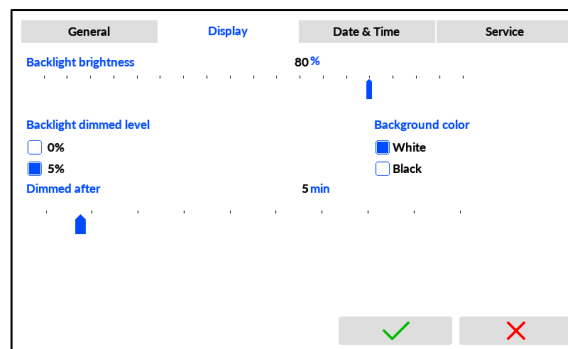 General Display Date & Time Service
Backlight brightness 80 %
Backlight dimmed level Background color
0% White
5% Black
Dimmed after 5 min